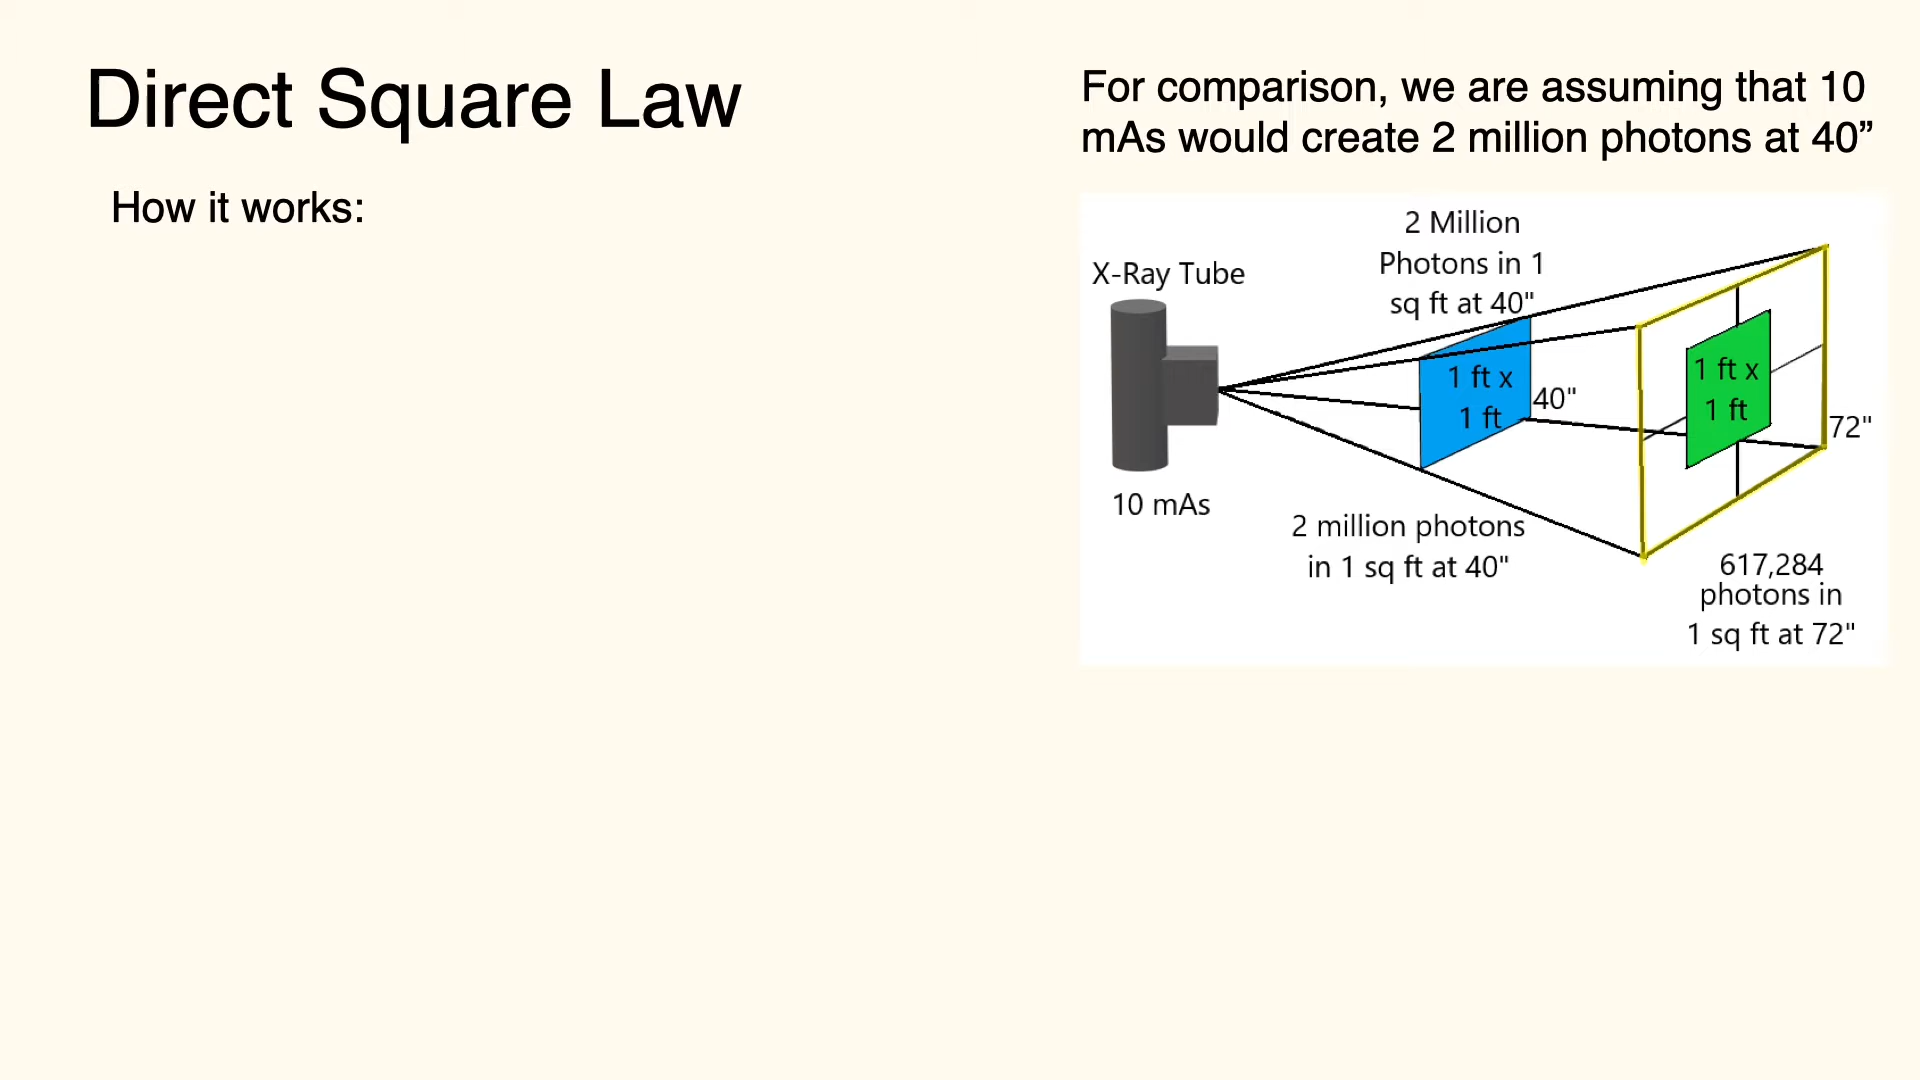 Direct Square Law
How it works:
For comparison, we are assuming that 10
mAs would create 2 million photons at 40”
2 Million
Photons in 1
sq ft at 40"
X-Ray Tube
1 ft x
1 ft
40"
1 ft x
1 ft
72"
10 mAs
2 million photons
in 1 sq ft at 40"
617,284
photons in
1 sq ft at 72"